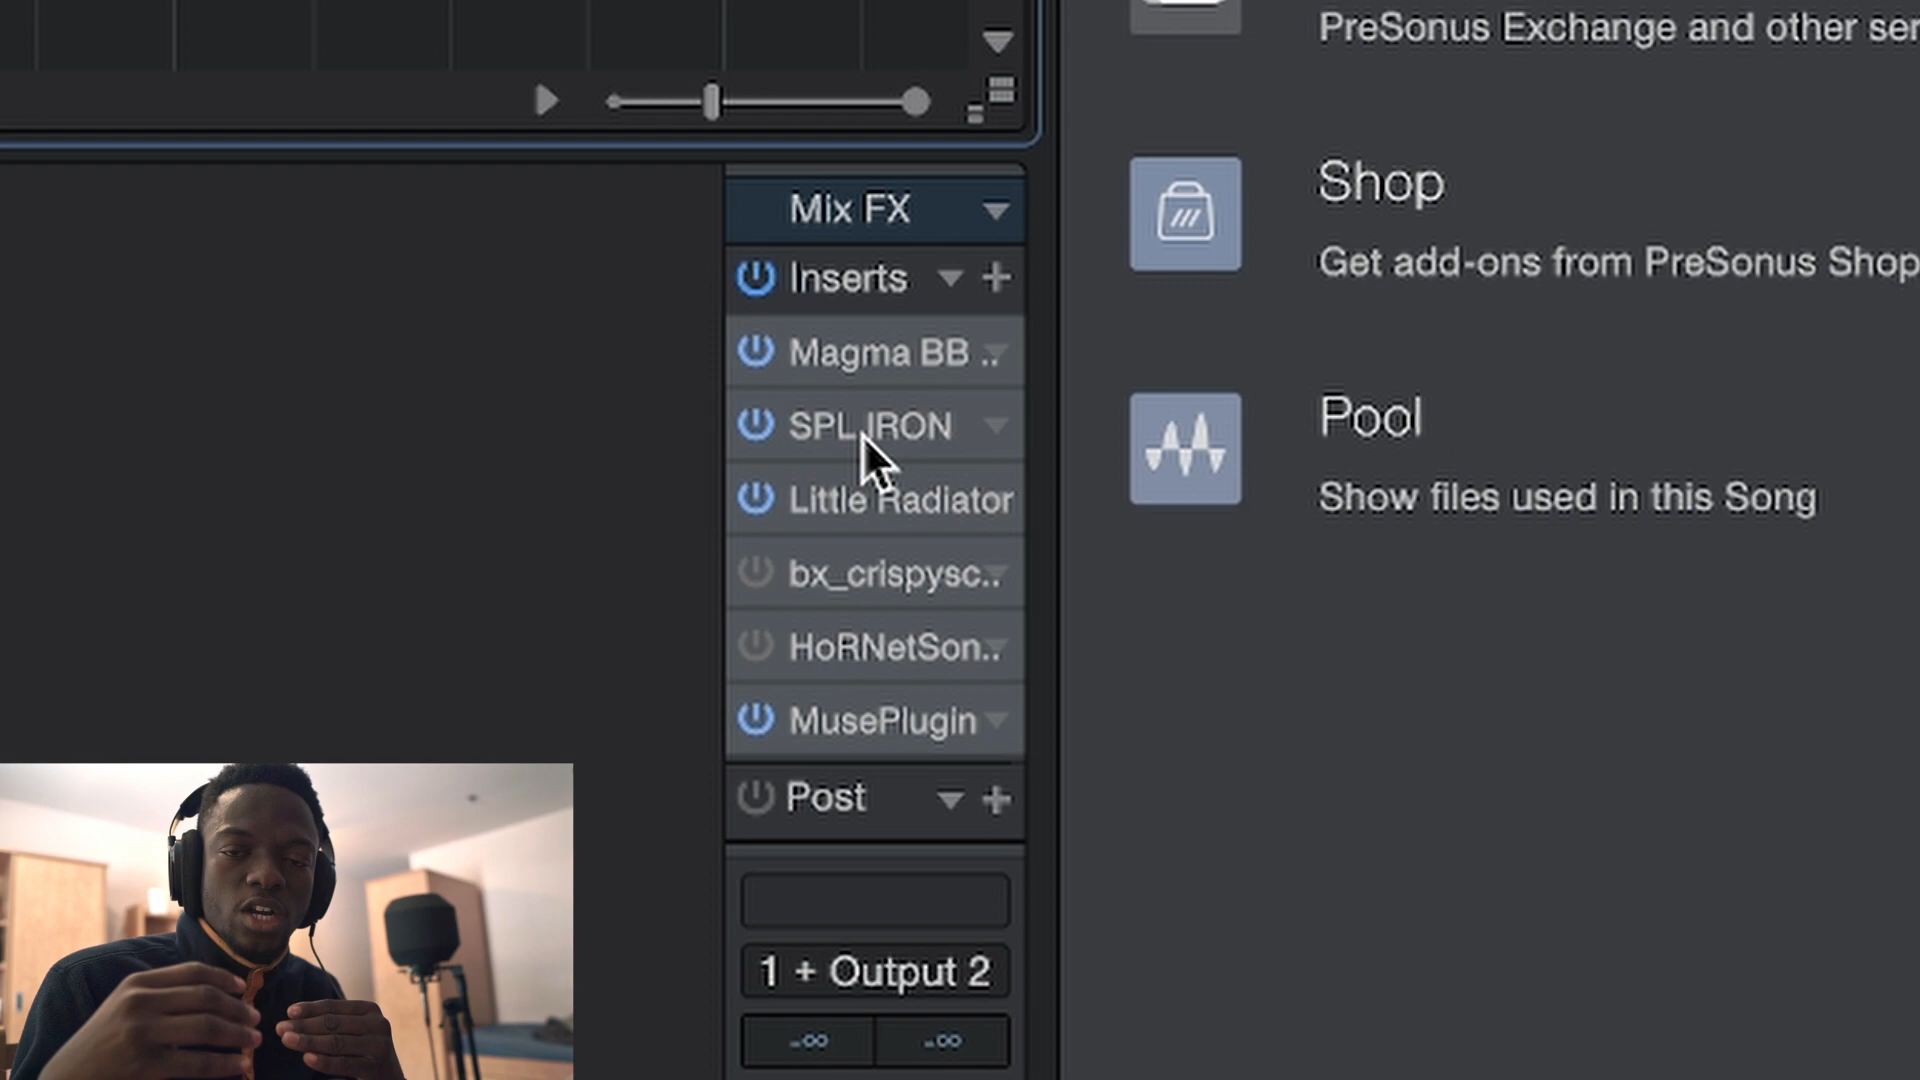 PreSonus Exchange and other ser
Shop
Get add-ons from PreSonus Shop
Pool
Show files used in this Song
Mix FX
Inserts
Magma BB ..
SPL IRON
Little Radiator
bx_crispysc..
HoRNetSon..
MusePlugin
Post
1 + Output 2
-∞ -∞